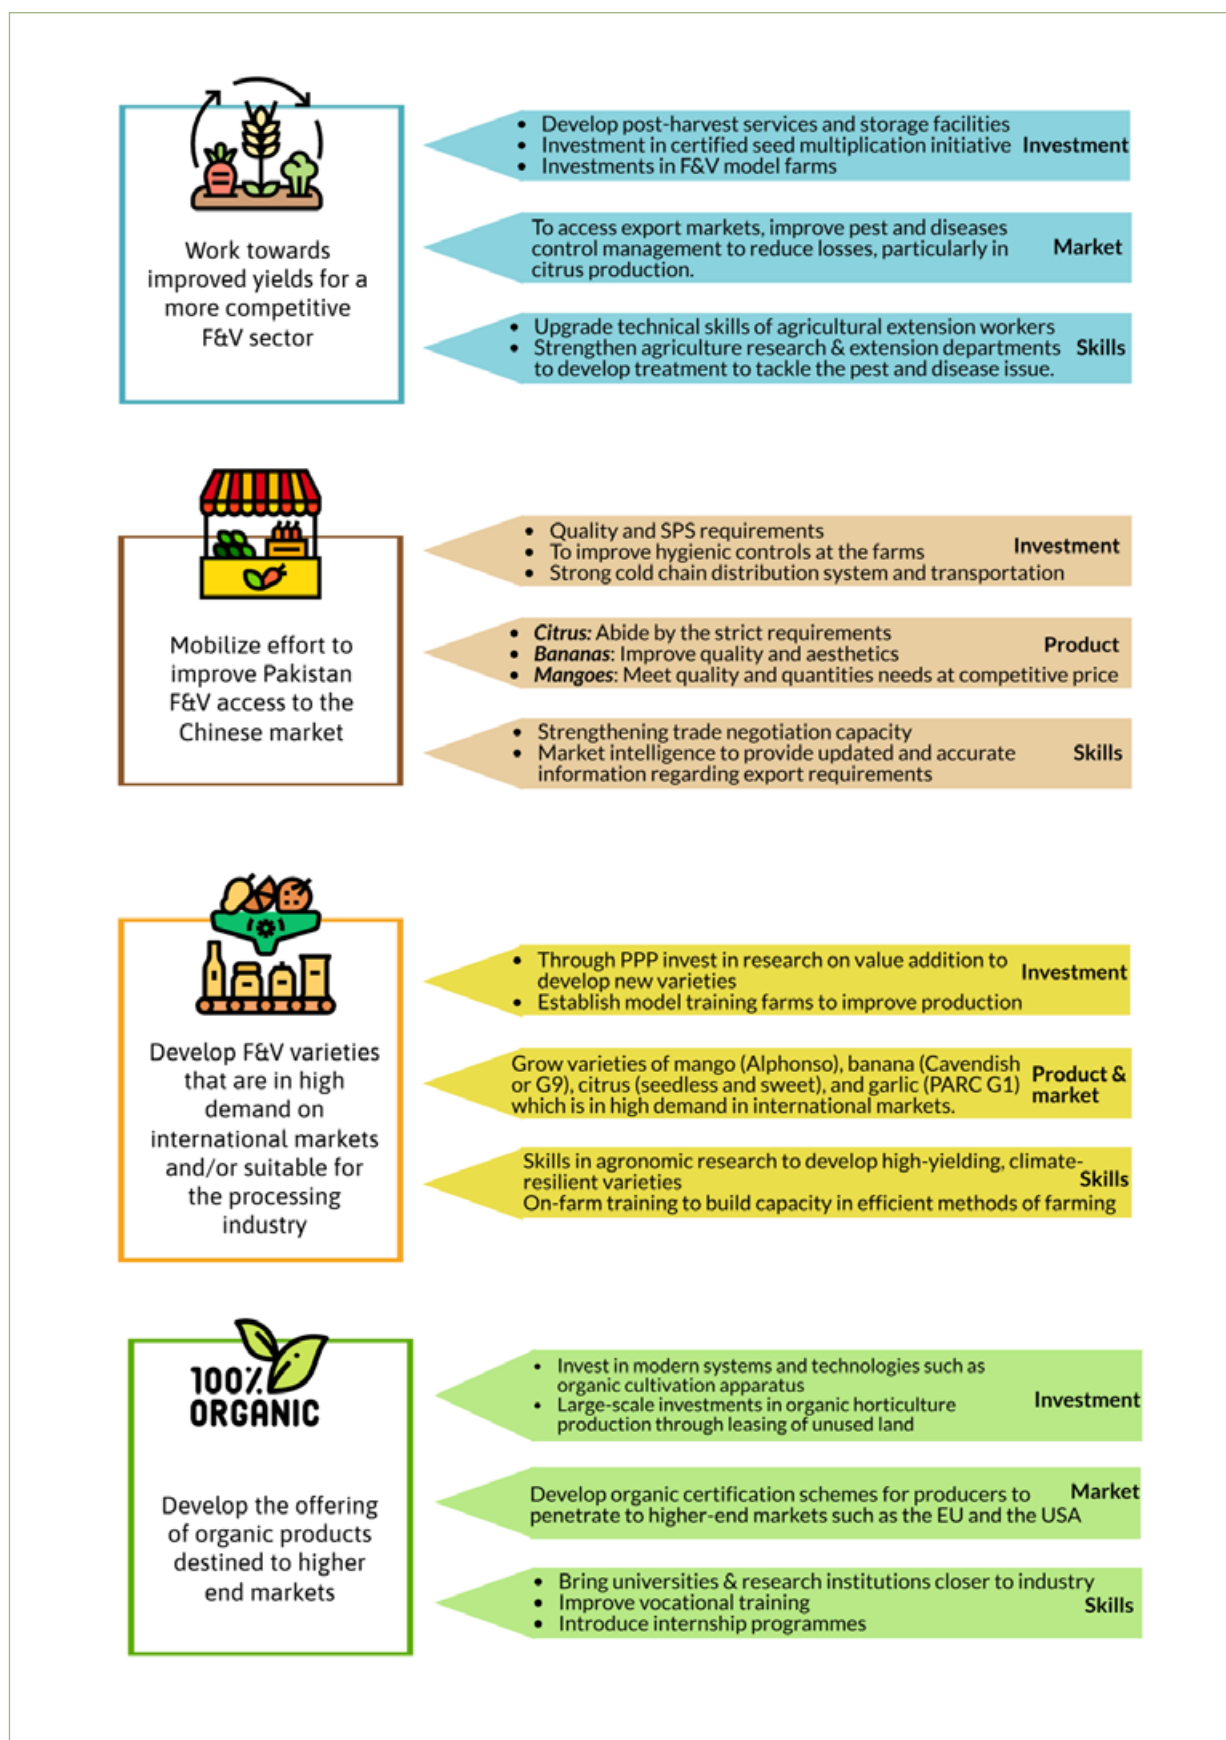 Work towards
improved yields for a
more competitive
F&V sector
• Develop post-harvest services and storage facilities
• Investment in certified seed multiplication initiative
• Investments in F&V model farms
Investment
To access export markets, improve pest and diseases
control management to reduce losses, particularly in
citrus production.
Market
• Upgrade technical skills of agricultural extension workers
• Strengthen agriculture research & extension departments
to develop treatment to tackle the pest and disease issue.
Skills
Mobilize effort to
improve Pakistan
F&V access to the
Chinese market
• Quality and SPS requirements
• To improve hygienic controls at the farms
• Strong cold chain distribution system and transportation
Investment
• Citrus: Abide by the strict requirements
• Bananas: Improve quality and aesthetics
• Mangoes: Meet quality and quantities needs at competitive price
Product
• Strengthening trade negotiation capacity
• Market intelligence to provide updated and accurate
information regarding export requirements
Skills
Develop F&V varieties
that are in high
demand on
international markets
and/or suitable for
the processing
industry
• Through PPP invest in research on value addition to
develop new varieties
• Establish model training farms to improve production
Investment
Grow varieties of mango (Alphonso), banana (Cavendish
or G9), citrus (seedless and sweet), and garlic (PARC G1)
which is in high demand in international markets.
Product &
market
Skills in agronomic research to develop high-yielding, climate-
resilient varieties
On-farm training to build capacity in efficient methods of farming
Skills
100%
ORGANIC
Develop the offering
of organic products
destined to higher
end markets
• Invest in modern systems and technologies such as
organic cultivation apparatus
• Large-scale investments in organic horticulture
production through leasing of unused land
Investment
Develop organic certification schemes for producers to
penetrate to higher-end markets such as the EU and the USA
Market
• Bring universities & research institutions closer to industry
• Improve vocational training
• Introduce internship programmes
Skills